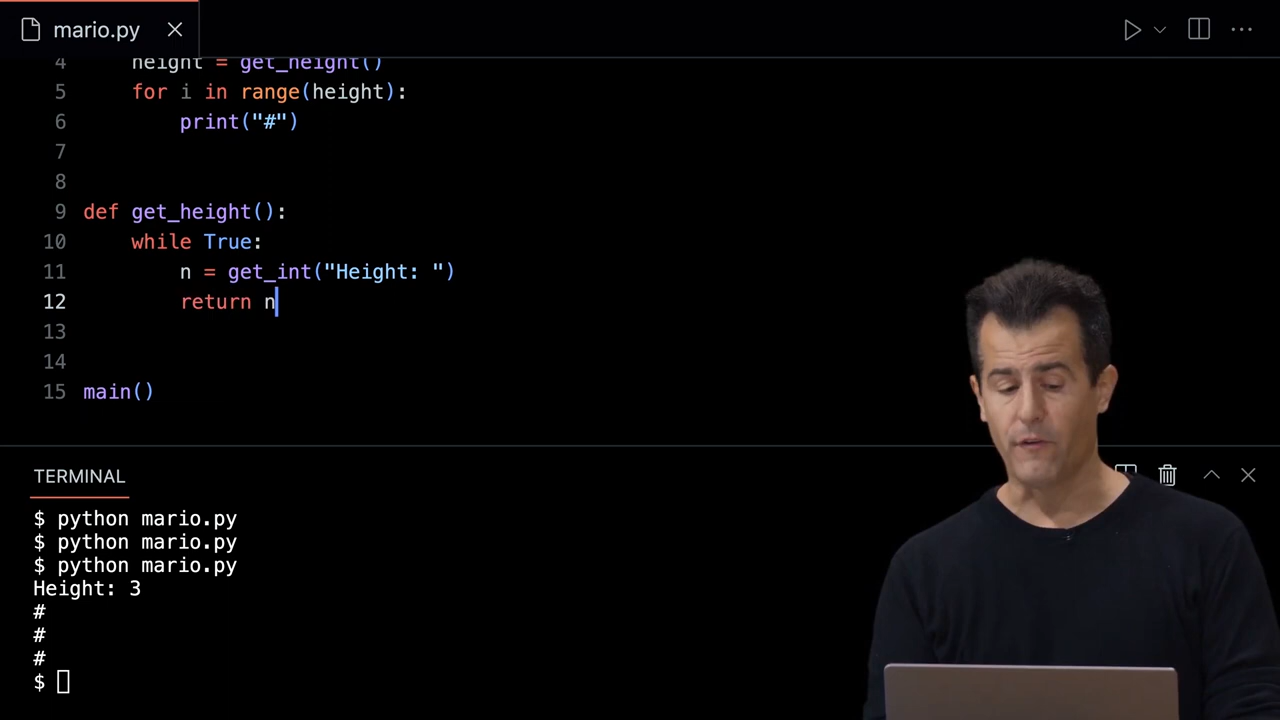 mario.py
4 height = get_height()
5 for i in range(height):
6 print("#")
7
8
9 def get_height():
10 while True:
11 n = get_int("Height: ")
12 return n
13
14
15 main()
TERMINAL
$ python mario.py
$ python mario.py
$ python mario.py
Height: 3
#
#
#
$